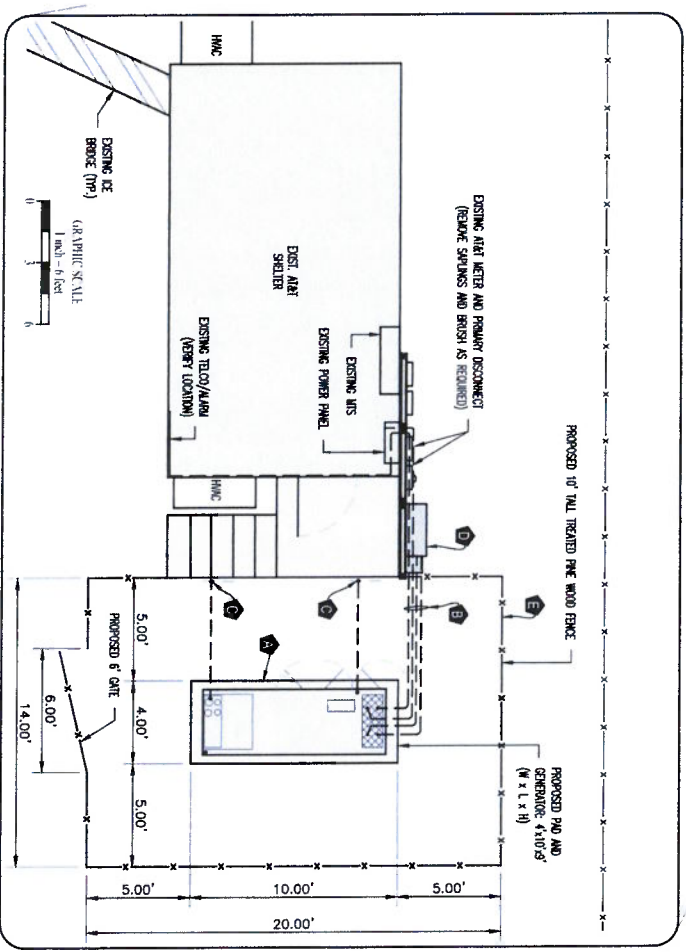 HVAC
EXISTING ICE
BRIDGE (TYP.)
GRAPHIC SCALE
1 inch = 6 feet
0
3
6
EXIST. AT&T
SHELTER
EXISTING AT&T METER AND PRIMARY DISCONNECT
(REMOVE SAPLINGS AND BRUSH AS REQUIRED)
EXISTING MTS
EXISTING POWER PANEL
EXISTING TELCO/ALARM
(VERIFY LOCATION)
HVAC
PROPOSED 10' TALL TREATED PINE WOOD FENCE
D
E
B
C
C
A
PROPOSED 6' GATE
5.00'
4.00'
5.00'
6.00'
14.00'
PROPOSED PAD AND
GENERATOR: 4'x10'x9'
(W x L x H)
5.00'
10.00'
5.00'
20.00'